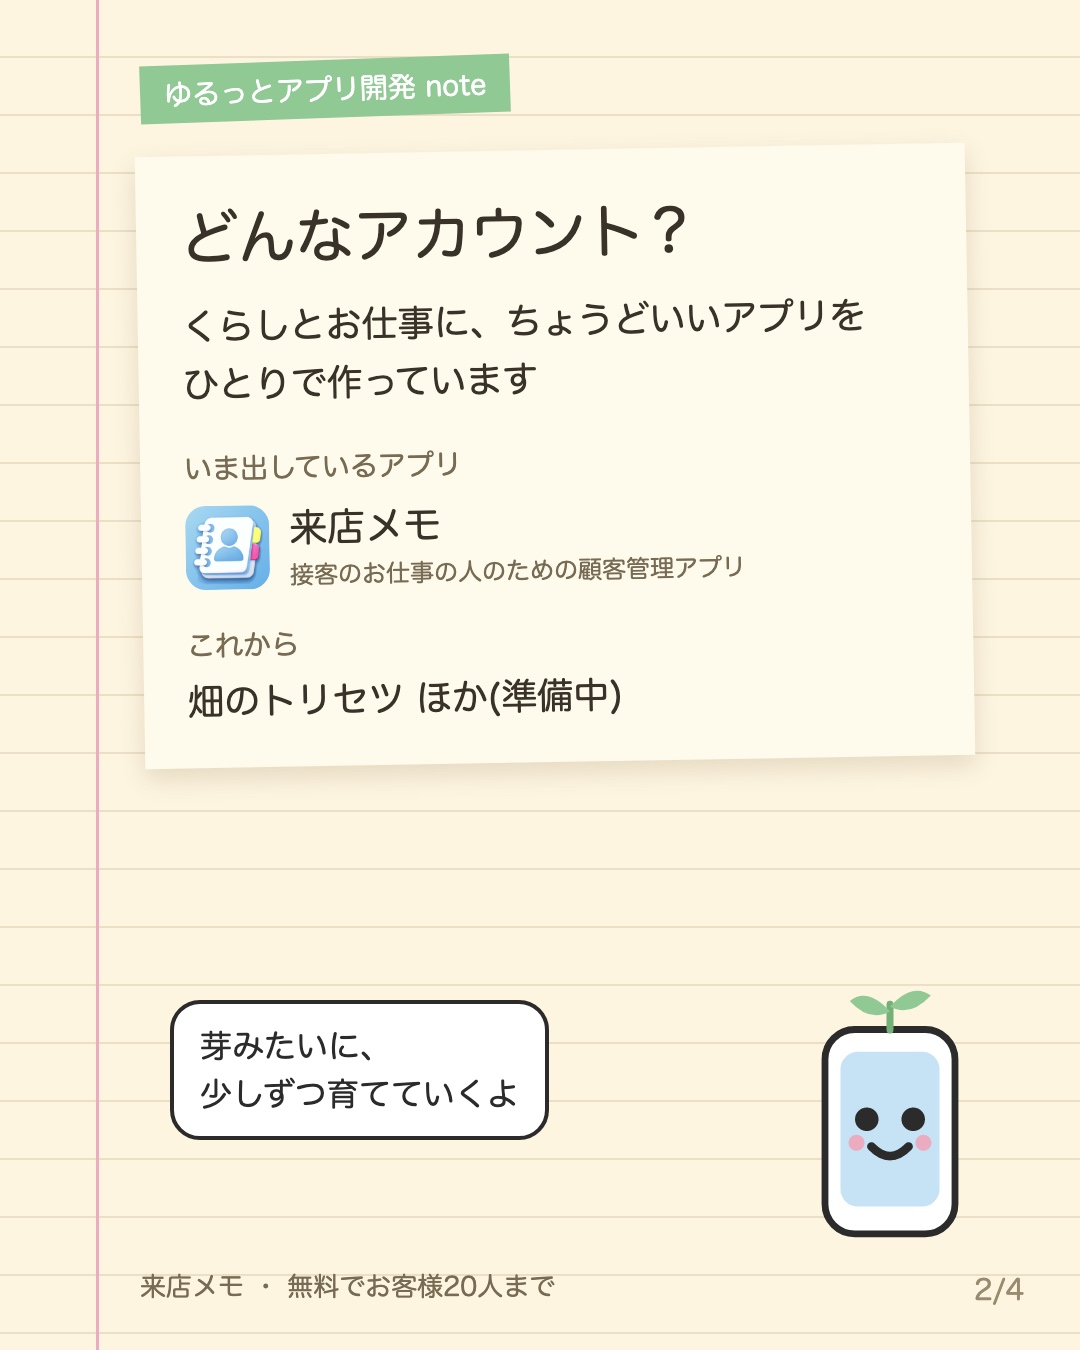 ゆるっとアプリ開発 note
どんなアカウント？
くらしとお仕事に、ちょうどいいアプリを
ひとりで作っています
いま出しているアプリ
来店メモ
接客のお仕事の人のための顧客管理アプリ
これから
畑のトリセツ ほか(準備中)
芽みたいに、
少しずつ育てていくよ
来店メモ ・ 無料でお客様20人まで
2/4